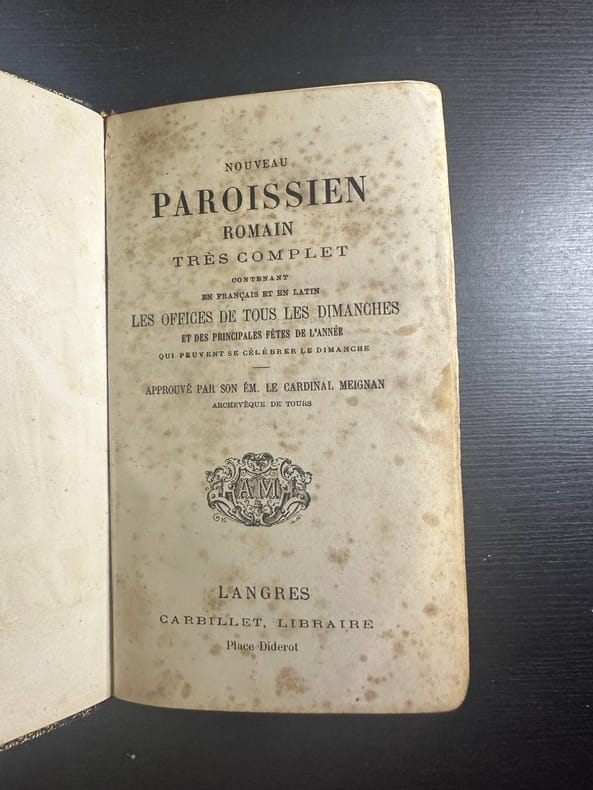 NOUVEAU
PAROISSIEN
ROMAIN
TRÈS COMPLET
CONTENANT
EN FRANÇAIS ET EN LATIN
LES OFFICES DE TOUS LES DIMANCHES
ET DES PRINCIPALES FÊTES DE L'ANNÉE
QUI PEUVENT SE CÉLÉBRER LE DIMANCHE
APPROUVÉ PAR SON ÉM. LE CARDINAL MEIGNAN
ARCHEVÊQUE DE TOURS
AM
LANGRES
CARBILLET, LIBRAIRE
Place Diderot